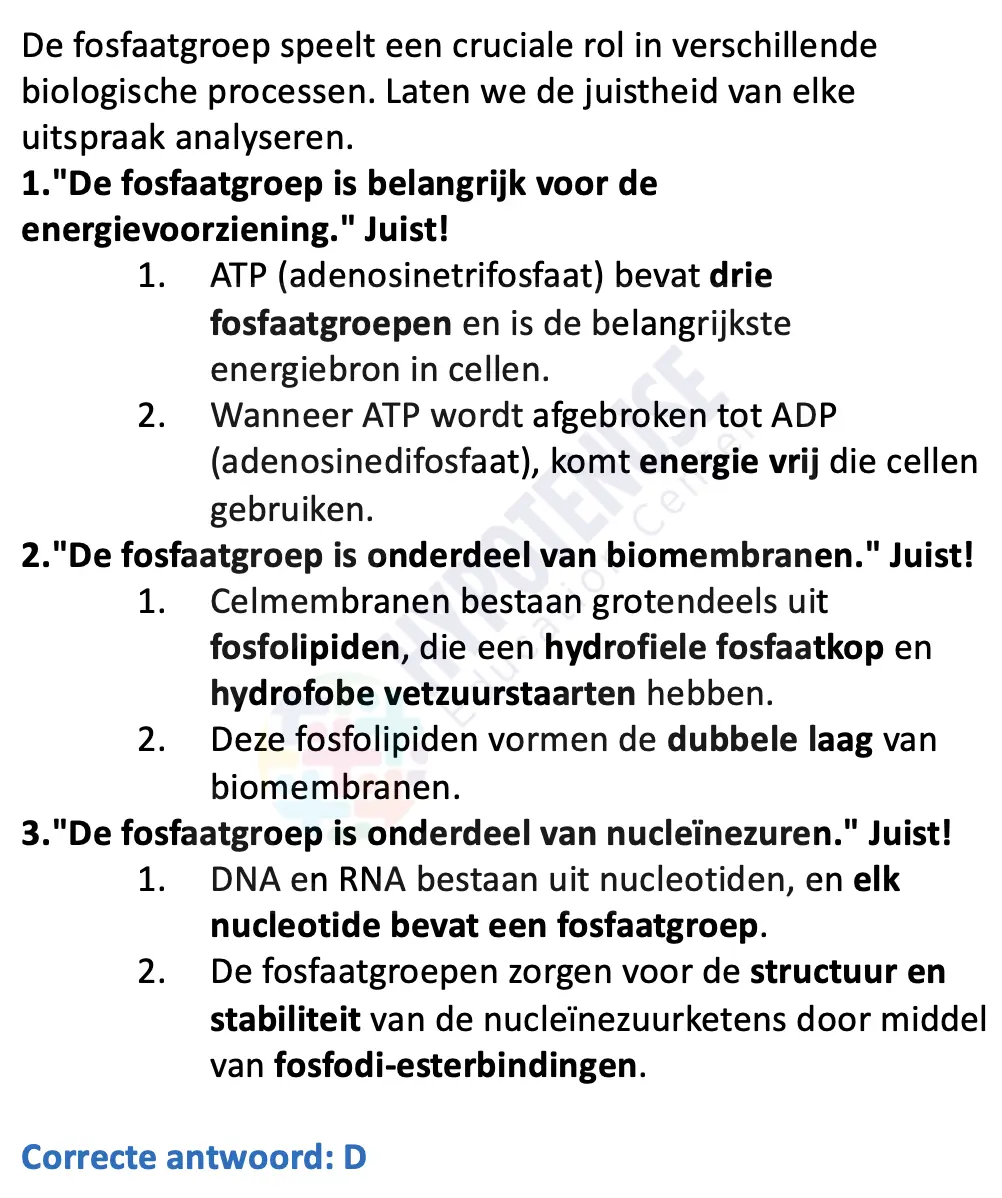 De fosfaatgroep speelt een cruciale rol in verschillende
biologische processen. Laten we de juistheid van elke
uitspraak analyseren.
1."De fosfaatgroep is belangrijk voor de
energievoorziening." Juist!
1. ATP (adenosinetrifosfaat) bevat drie
fosfaatgroepen en is de belangrijkste
energiebron in cellen.
2. Wanneer ATP wordt afgebroken tot ADP
(adenosinedifosfaat), komt energie vrij die cellen
gebruiken.
2."De fosfaatgroep is onderdeel van biomembranen." Juist!
1. Celmembranen bestaan grotendeels uit
fosfolipiden, die een hydrofiele fosfaatkop en
hydrofobe vetzuurstaarten hebben.
2. Deze fosfolipiden vormen de dubbele laag van
biomembranen.
3."De fosfaatgroep is onderdeel van nucleïnezuren." Juist!
1. DNA en RNA bestaan uit nucleotiden, en elk
nucleotide bevat een fosfaatgroep.
2. De fosfaatgroepen zorgen voor de structuur en
stabiliteit van de nucleïnezuurketens door middel
van fosfodi-esterbindingen.
Correcte antwoord: D
HYPOTENUSE
Education Center